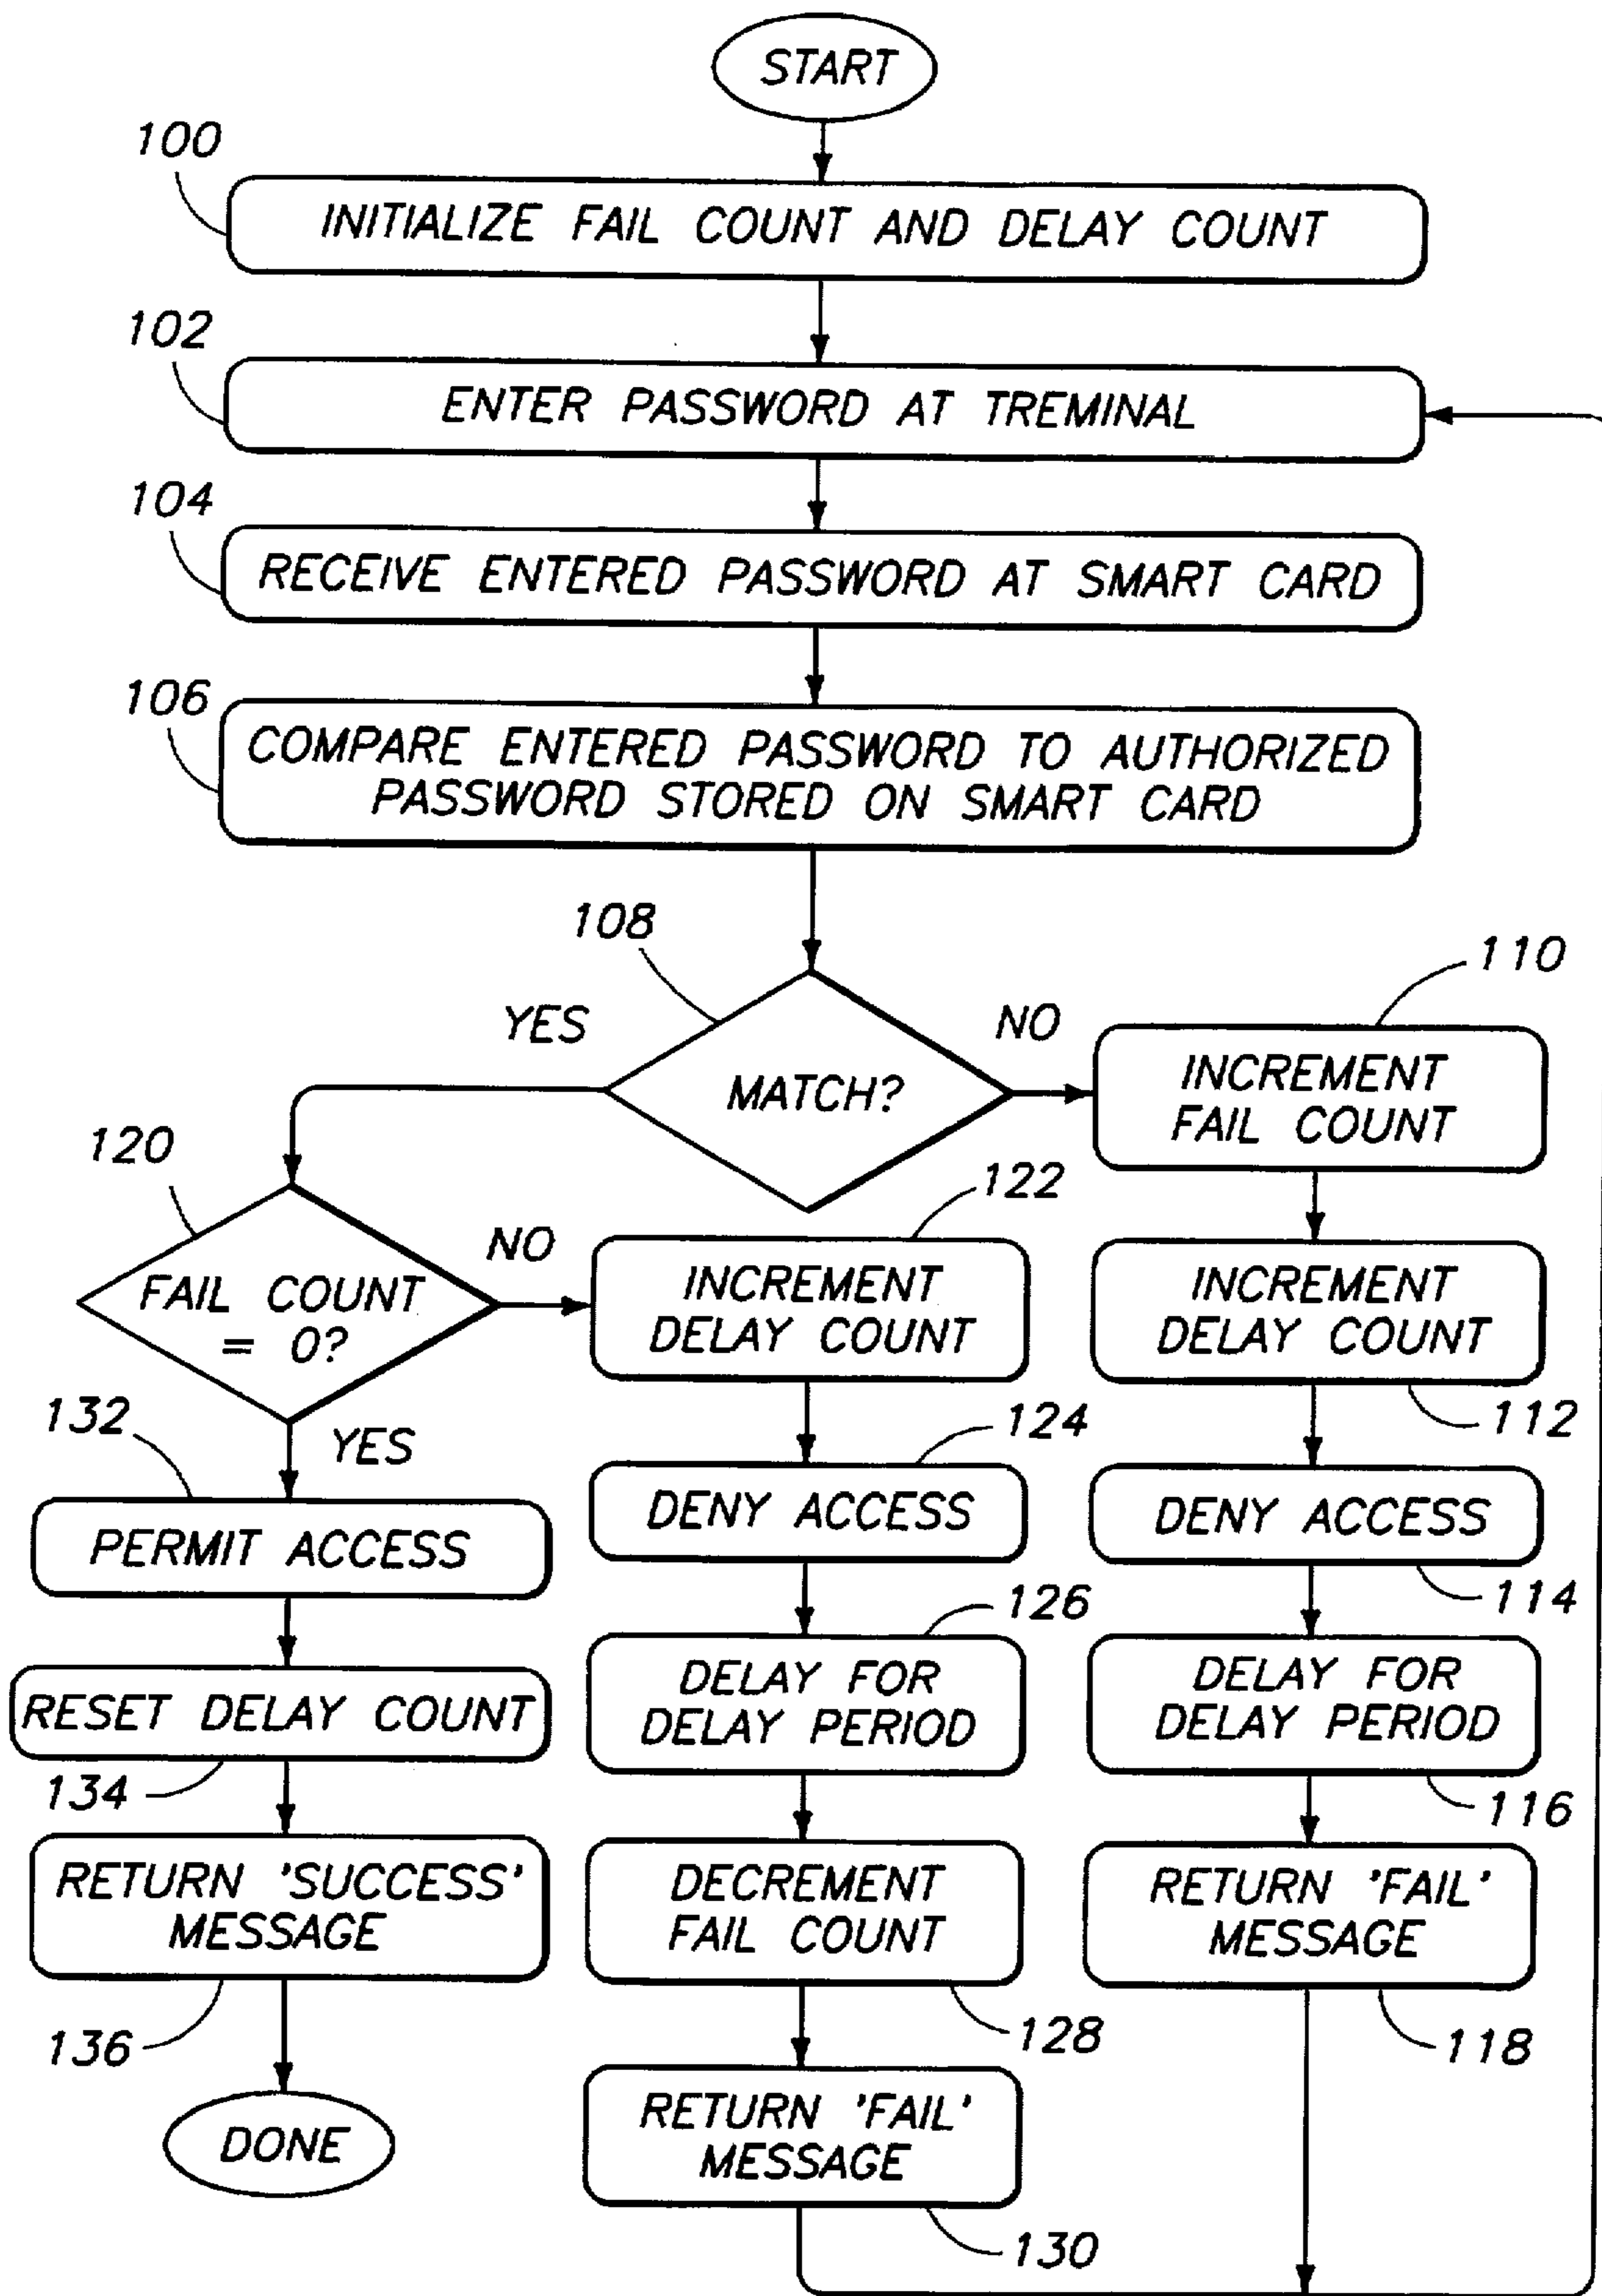 START
100
INITIALIZE FAIL COUNT AND DELAY COUNT
102
ENTER PASSWORD AT TREMINAL
104
RECEIVE ENTERED PASSWORD AT SMART CARD
106
COMPARE ENTERED PASSWORD TO AUTHORIZED
PASSWORD STORED ON SMART CARD
108
MATCH?
YES
NO
110
INCREMENT
FAIL COUNT
120
FAIL COUNT
= 0?
NO
122
INCREMENT
DELAY COUNT
INCREMENT
DELAY COUNT
112
132
YES
124
PERMIT ACCESS
DENY ACCESS
DENY ACCESS
114
126
RESET DELAY COUNT
134
DELAY FOR
DELAY PERIOD
DELAY FOR
DELAY PERIOD
116
RETURN 'SUCCESS'
MESSAGE
136
DECREMENT
FAIL COUNT
128
RETURN 'FAIL'
MESSAGE
118
DONE
RETURN 'FAIL'
MESSAGE
130